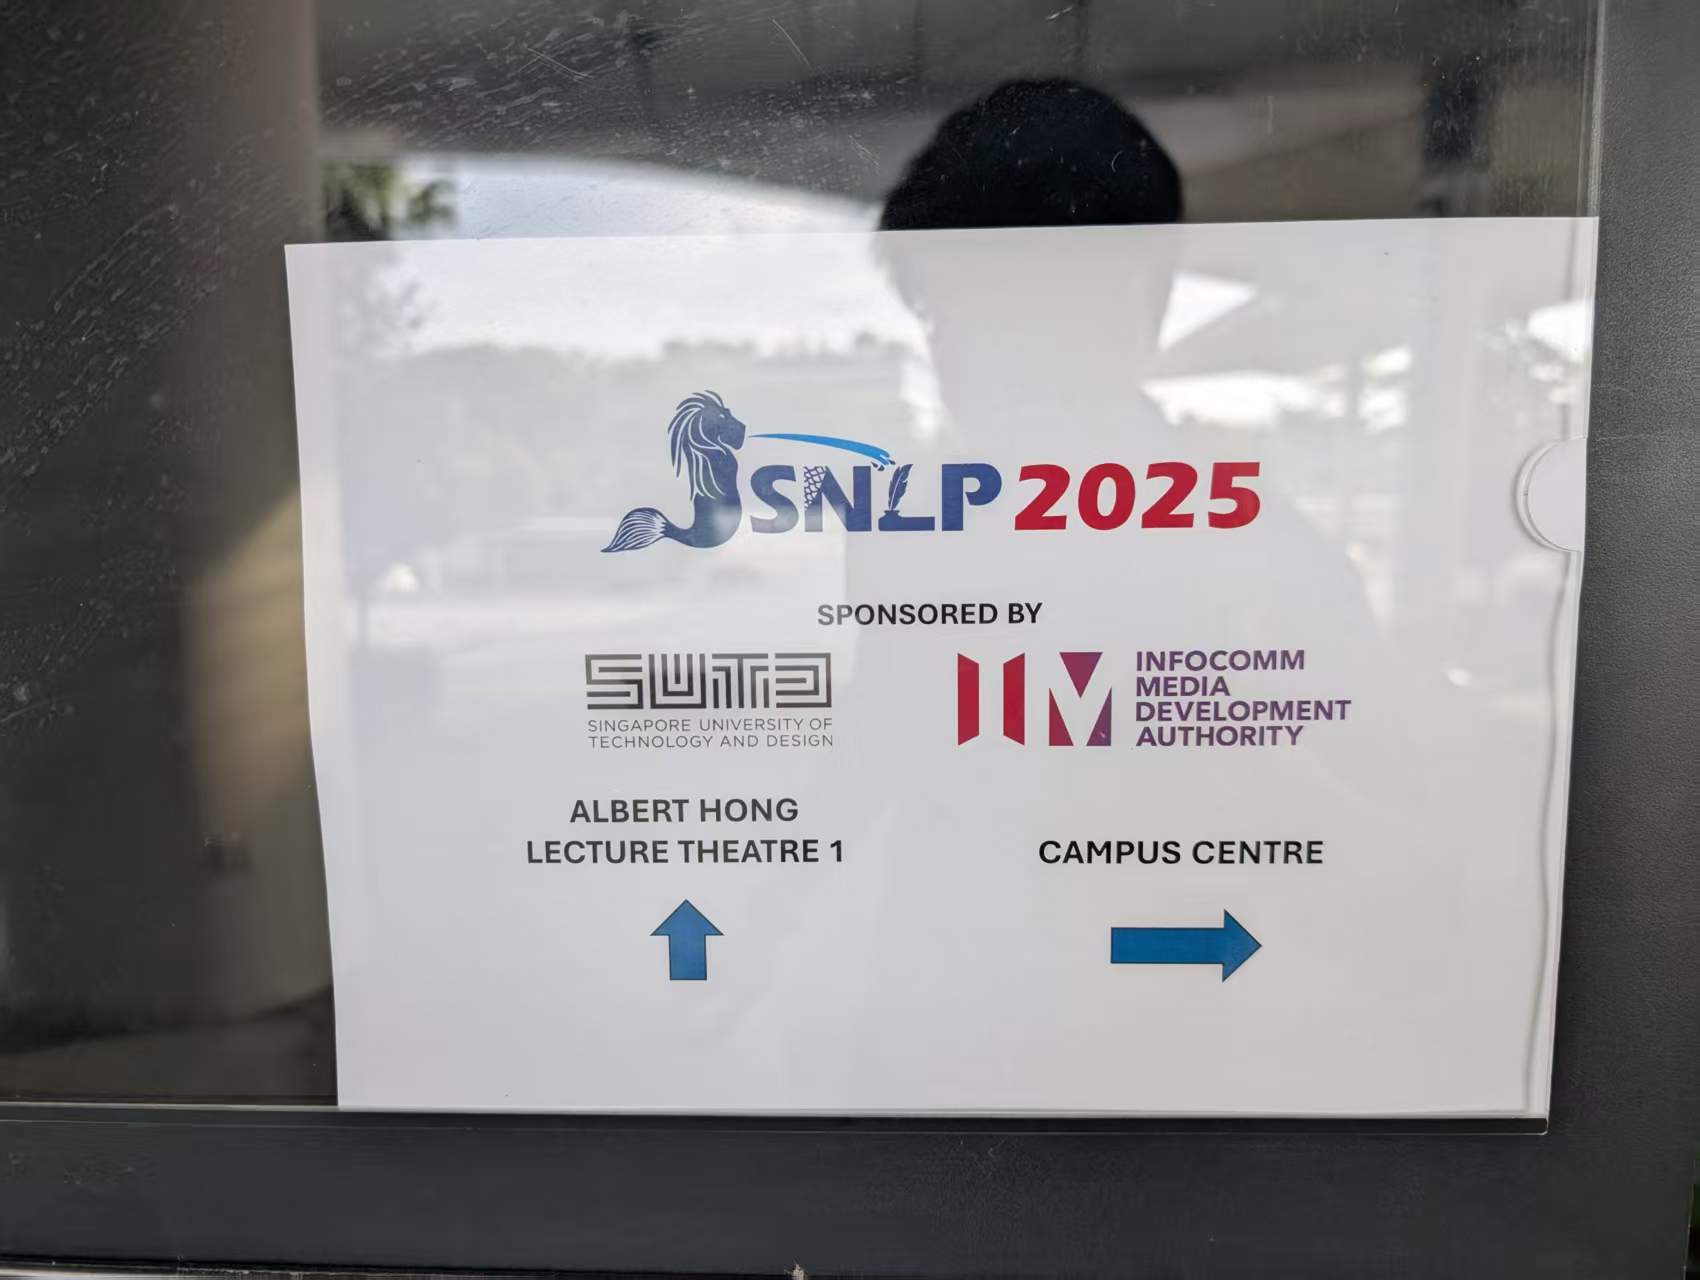 SNLP 2025
SPONSORED BY
SUTD
SINGAPORE UNIVERSITY OF
TECHNOLOGY AND DESIGN
IM
INFOCOMM
MEDIA
DEVELOPMENT
AUTHORITY
ALBERT HONG
LECTURE THEATRE 1
CAMPUS CENTRE